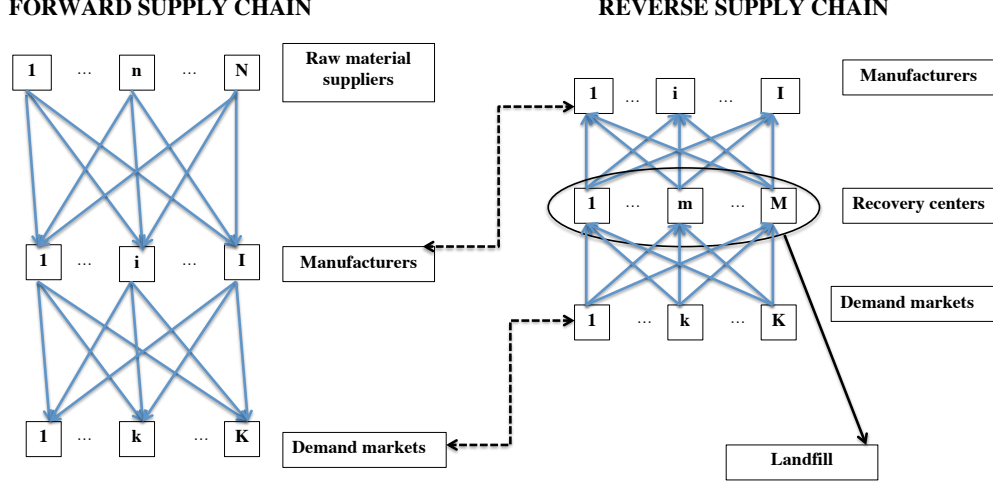 FORWARD SUPPLY CHAIN
REVERSE SUPPLY CHAIN
1 ... n ... N
Raw material
suppliers
1 ... i ... I
Manufacturers
1 ... m ... M
Recovery centers
1 ... i ... I
Manufacturers
1 ... k ... K
Demand markets
1 ... k ... K
Demand markets
Landfill